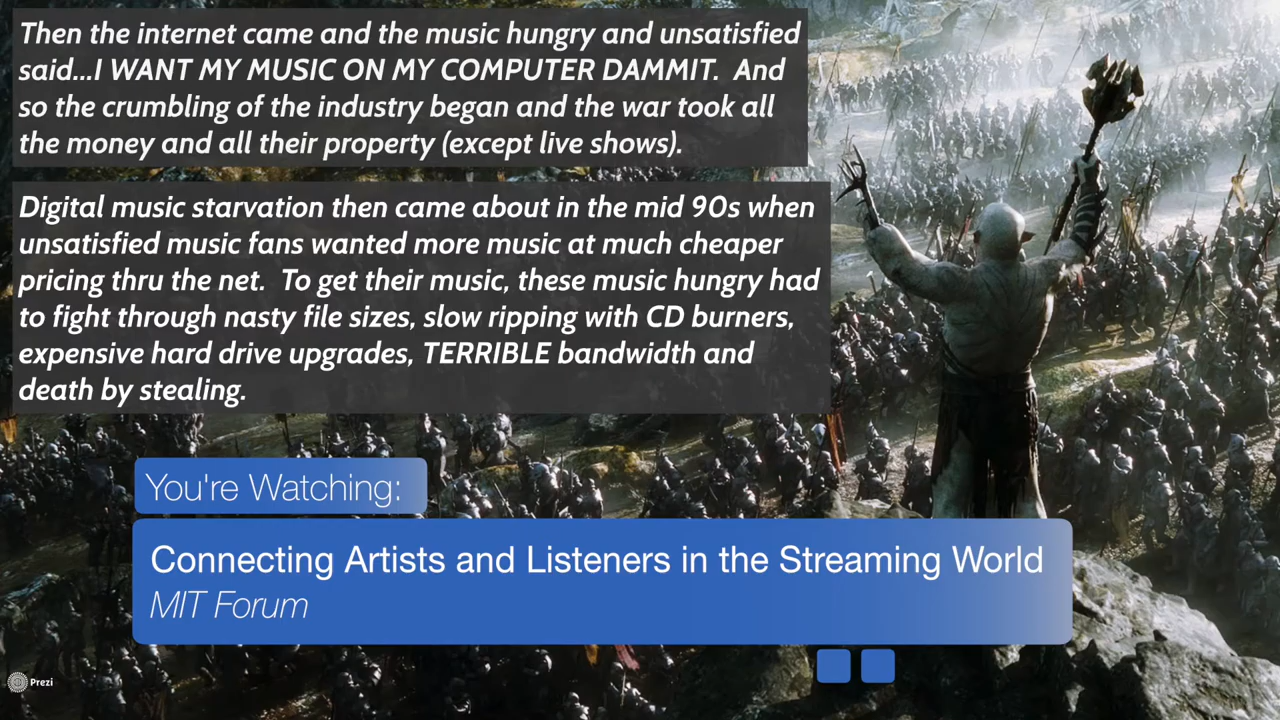 Then the internet came and the music hungry and unsatisfied
said...I WANT MY MUSIC ON MY COMPUTER DAMMIT. And
so the crumbling of the industry began and the war took all
the money and all their property (except live shows).
Digital music starvation then came about in the mid 90s when
unsatisfied music fans wanted more music at much cheaper
pricing thru the net. To get their music, these music hungry had
to fight through nasty file sizes, slow ripping with CD burners,
expensive hard drive upgrades, TERRIBLE bandwidth and
death by stealing.
You're Watching:
Connecting Artists and Listeners in the Streaming World
MIT Forum
Prezi